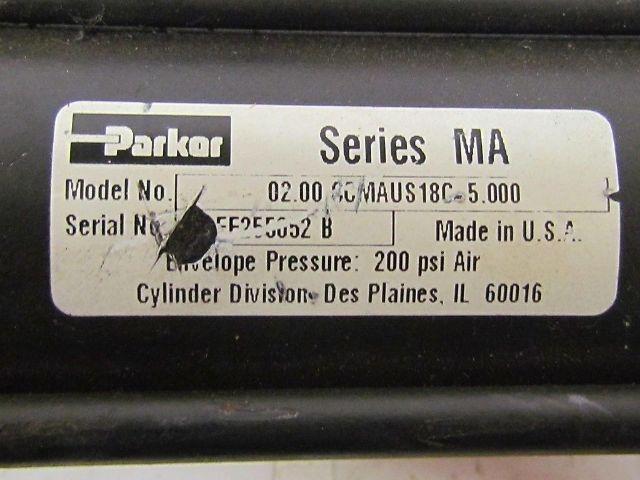 Parker
Series MA
Model No. 02.00 MAUS18C-5.000
Serial No B Made in U.S.A.
Envelope Pressure: 200 psi Air
Cylinder Division Des Plaines, IL 60016